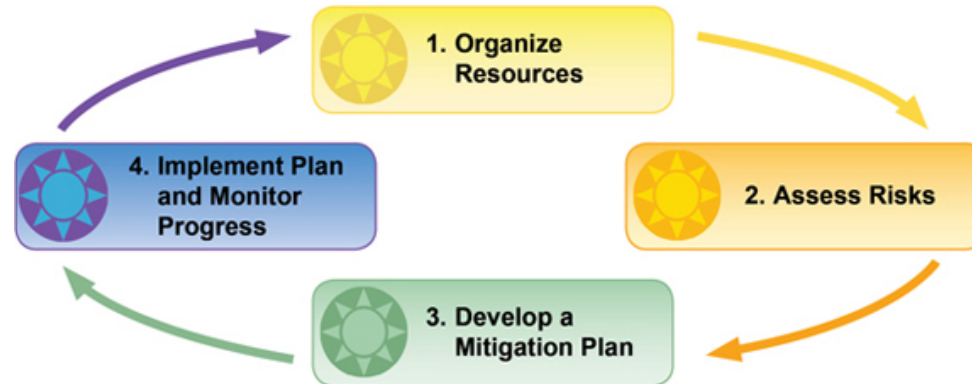 1. Organize
Resources
2. Assess Risks
3. Develop a
Mitigation Plan
4. Implement Plan
and Monitor
Progress